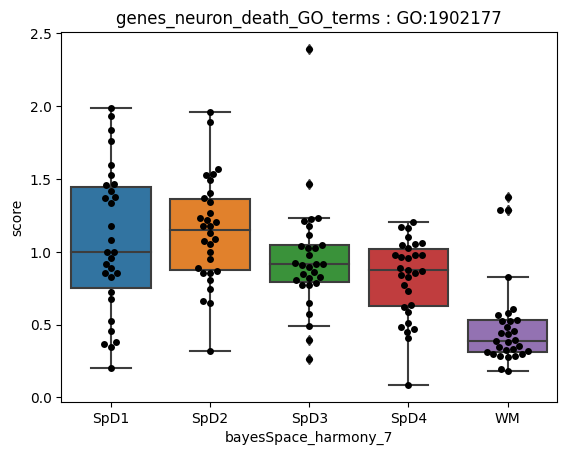 genes_neuron_death_GO_terms : GO:1902177
2.5
2.0
1.5
1.0
0.5
0.0
score
SpD1 SpD2 SpD3 SpD4 WM
bayesSpace_harmony_7